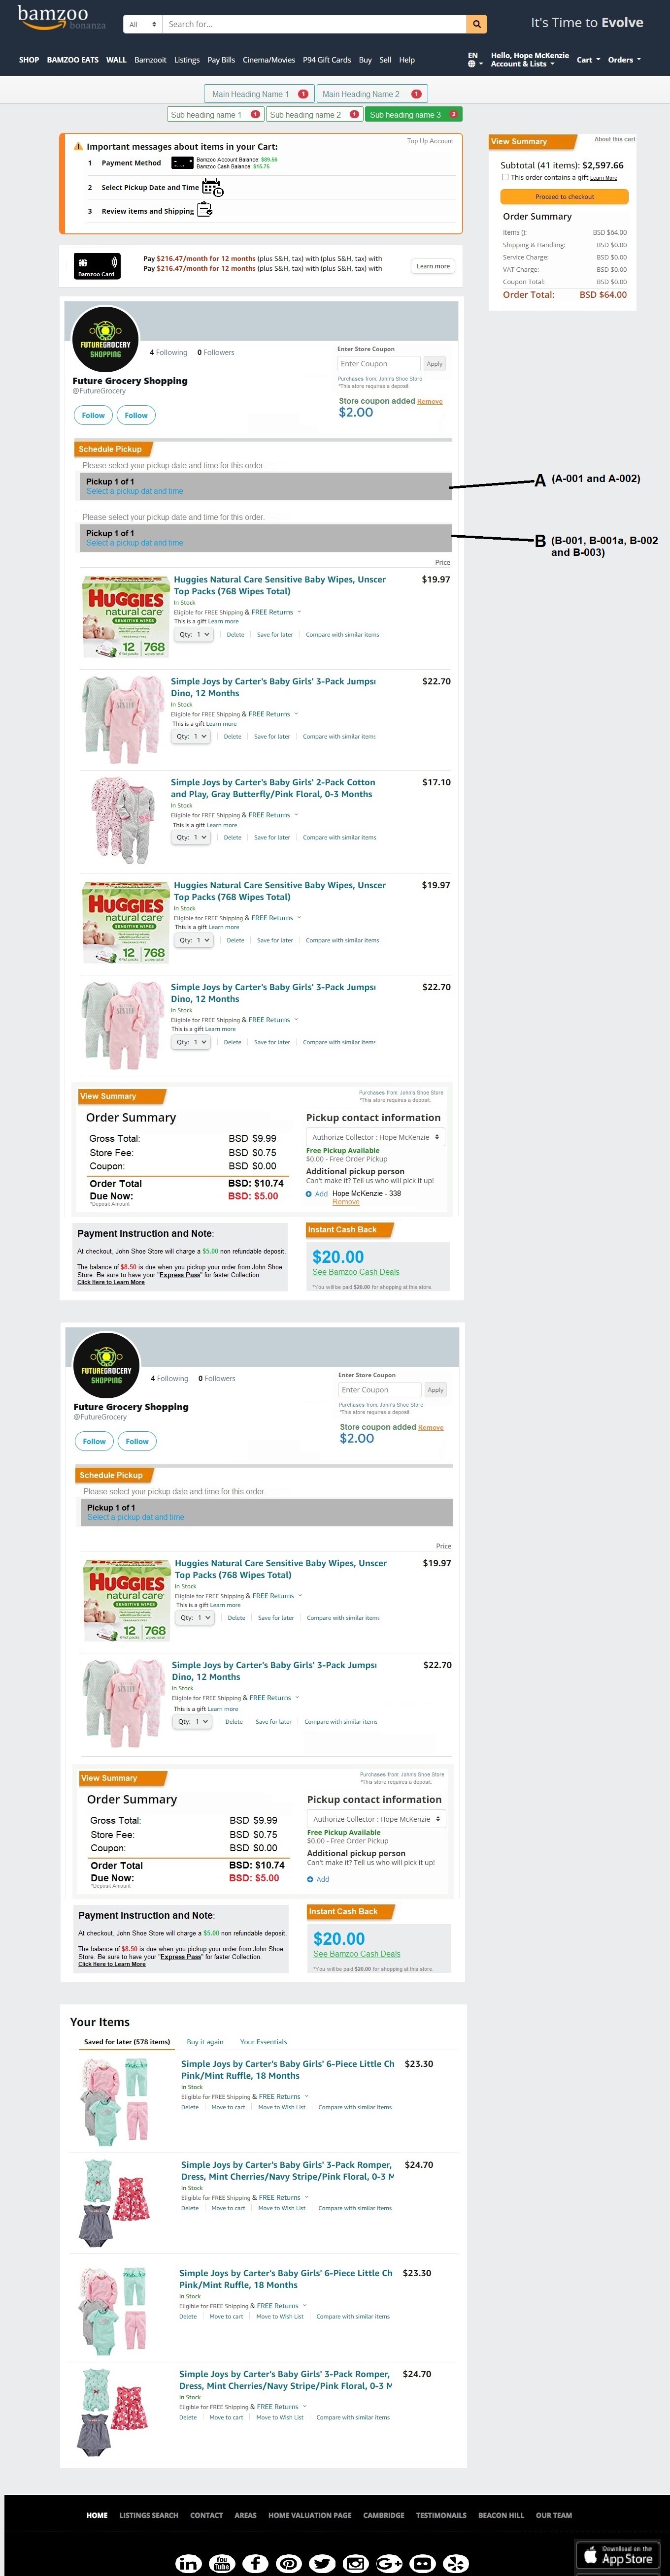 bamzoo
bonanza
All
Search for...
It's Time to Evolve
SHOP BAMZOO EATS WALL Bamzooit Listings Pay Bills Cinema/Movies P94 Gift Cards Buy Sell Help
EN
Hello, Hope McKenzie
Account & Lists
Cart
Orders
Main Heading Name 1 1
Main Heading Name 2 1
Sub heading name 1 1
Sub heading name 2 1
Sub heading name 3 2
Important messages about items in your Cart:
Top Up Account
1 Payment Method
Bamzoo Account Balance: $89.66
Bamzoo Cash Balance: $15.75
2 Select Pickup Date and Time
3 Review items and Shipping
View Summary
About this cart
Subtotal (41 items): $2,597.66
This order contains a gift Learn More
Proceed to checkout
Order Summary
Items (): BSD $64.00
Shipping & Handling: BSD $0.00
Service Charge: BSD $0.00
VAT Charge: BSD $0.00
Coupon Total: BSD $0.00
Order Total: BSD $64.00
Bamzoo Card
Pay $216.47/month for 12 months (plus S&H, tax) with (plus S&H, tax) with
Pay $216.47/month for 12 months (plus S&H, tax) with (plus S&H, tax) with
Learn more
FUTUREGROCERY
SHOPPING
4 Following 0 Followers
Future Grocery Shopping
@FutureGrocery
Follow
Follow
Enter Store Coupon
Enter Coupon
Apply
Purchases from: John's Shoe Store
*This store requires a deposit.
Store coupon added Remove
$2.00
Schedule Pickup
Please select your pickup date and time for this order.
Pickup 1 of 1
Select a pickup dat and time
A (A-001 and A-002)
Please select your pickup date and time for this order.
Pickup 1 of 1
Select a pickup dat and time
B (B-001, B-001a, B-002
and B-003)
Price
HUGGIES
natural care
SENSITIVE WIPES
12 768
Huggies Natural Care Sensitive Baby Wipes, Unscen
Top Packs (768 Wipes Total)
$19.97
In Stock
Eligible for FREE Shipping & FREE Returns
This is a gift Learn more
Qty: 1
Delete Save for later Compare with similar items
Simple Joys by Carter's Baby Girls' 3-Pack Jumpsu
Dino, 12 Months
$22.70
In Stock
Eligible for FREE Shipping & FREE Returns
This is a gift Learn more
Qty: 1
Delete Save for later Compare with similar items
Simple Joys by Carter's Baby Girls' 2-Pack Cotton
and Play, Gray Butterfly/Pink Floral, 0-3 Months
$17.10
In Stock
Eligible for FREE Shipping & FREE Returns
This is a gift Learn more
Qty: 1
Delete Save for later Compare with similar items
HUGGIES
natural care
SENSITIVE WIPES
12 768
Huggies Natural Care Sensitive Baby Wipes, Unscen
Top Packs (768 Wipes Total)
$19.97
In Stock
Eligible for FREE Shipping & FREE Returns
This is a gift Learn more
Qty: 1
Delete Save for later Compare with similar items
Simple Joys by Carter's Baby Girls' 3-Pack Jumpsu
Dino, 12 Months
$22.70
In Stock
Eligible for FREE Shipping & FREE Returns
This is a gift Learn more
Qty: 1
Delete Save for later Compare with similar items
View Summary
Purchases from: John's Shoe Store
*This store requires a deposit.
Order Summary
Gross Total: BSD $9.99
Store Fee: BSD $0.75
Coupon: BSD $0.00
Order Total BSD: $10.74
Due Now: BSD: $5.00
*Deposit Amount
Pickup contact information
Authorize Collector : Hope McKenzie
Free Pickup Available
$0.00 - Free Order Pickup
Additional pickup person
Can't make it? Tell us who will pick it up!
Add Hope McKenzie - 338
Remove
Payment Instruction and Note:
At checkout, John Shoe Store will charge a $5.00 non refundable deposit.
The balance of $8.50 is due when you pickup your order from John Shoe
Store. Be sure to have your "Express Pass" for faster Collection.
Click Here to Learn More
Instant Cash Back
$20.00
See Bamzoo Cash Deals
*You will be paid $20.00 for shopping at this store.
FUTUREGROCERY
SHOPPING
4 Following 0 Followers
Future Grocery Shopping
@FutureGrocery
Follow
Follow
Enter Store Coupon
Enter Coupon
Apply
Purchases from: John's Shoe Store
*This store requires a deposit.
Store coupon added Remove
$2.00
Schedule Pickup
Please select your pickup date and time for this order.
Pickup 1 of 1
Select a pickup dat and time
Price
HUGGIES
natural care
SENSITIVE WIPES
12 768
Huggies Natural Care Sensitive Baby Wipes, Unscen
Top Packs (768 Wipes Total)
$19.97
In Stock
Eligible for FREE Shipping & FREE Returns
This is a gift Learn more
Qty: 1
Delete Save for later Compare with similar items
Simple Joys by Carter's Baby Girls' 3-Pack Jumpsu
Dino, 12 Months
$22.70
In Stock
Eligible for FREE Shipping & FREE Returns
This is a gift Learn more
Qty: 1
Delete Save for later Compare with similar items
View Summary
Purchases from: John's Shoe Store
*This store requires a deposit.
Order Summary
Gross Total: BSD $9.99
Store Fee: BSD $0.75
Coupon: BSD $0.00
Order Total BSD: $10.74
Due Now: BSD: $5.00
*Deposit Amount
Pickup contact information
Authorize Collector : Hope McKenzie
Free Pickup Available
$0.00 - Free Order Pickup
Additional pickup person
Can't make it? Tell us who will pick it up!
Add
Payment Instruction and Note:
At checkout, John Shoe Store will charge a $5.00 non refundable deposit.
The balance of $8.50 is due when you pickup your order from John Shoe
Store. Be sure to have your "Express Pass" for faster Collection.
Click Here to Learn More
Instant Cash Back
$20.00
See Bamzoo Cash Deals
*You will be paid $20.00 for shopping at this store.
Your Items
Saved for later (578 items) Buy it again Your Essentials
Simple Joys by Carter's Baby Girls' 6-Piece Little Ch
Pink/Mint Ruffle, 18 Months
$23.30
In Stock
Eligible for FREE Shipping & FREE Returns
Delete Move to cart Move to Wish List Compare with similar items
Simple Joys by Carter's Baby Girls' 3-Pack Romper,
Dress, Mint Cherries/Navy Stripe/Pink Floral, 0-3 M
$24.70
In Stock
Eligible for FREE Shipping & FREE Returns
Delete Move to cart Move to Wish List Compare with similar items
Simple Joys by Carter's Baby Girls' 6-Piece Little Ch
Pink/Mint Ruffle, 18 Months
$23.30
In Stock
Eligible for FREE Shipping & FREE Returns
Delete Move to cart Move to Wish List Compare with similar items
Simple Joys by Carter's Baby Girls' 3-Pack Romper,
Dress, Mint Cherries/Navy Stripe/Pink Floral, 0-3 M
$24.70
In Stock
Eligible for FREE Shipping & FREE Returns
Delete Move to cart Move to Wish List Compare with similar items
HOME LISTINGS SEARCH CONTACT AREAS HOME VALUATION PAGE CAMBRIDGE TESTIMONAILS BEACON HILL OUR TEAM
in You Tube f G+
Download on the
App Store